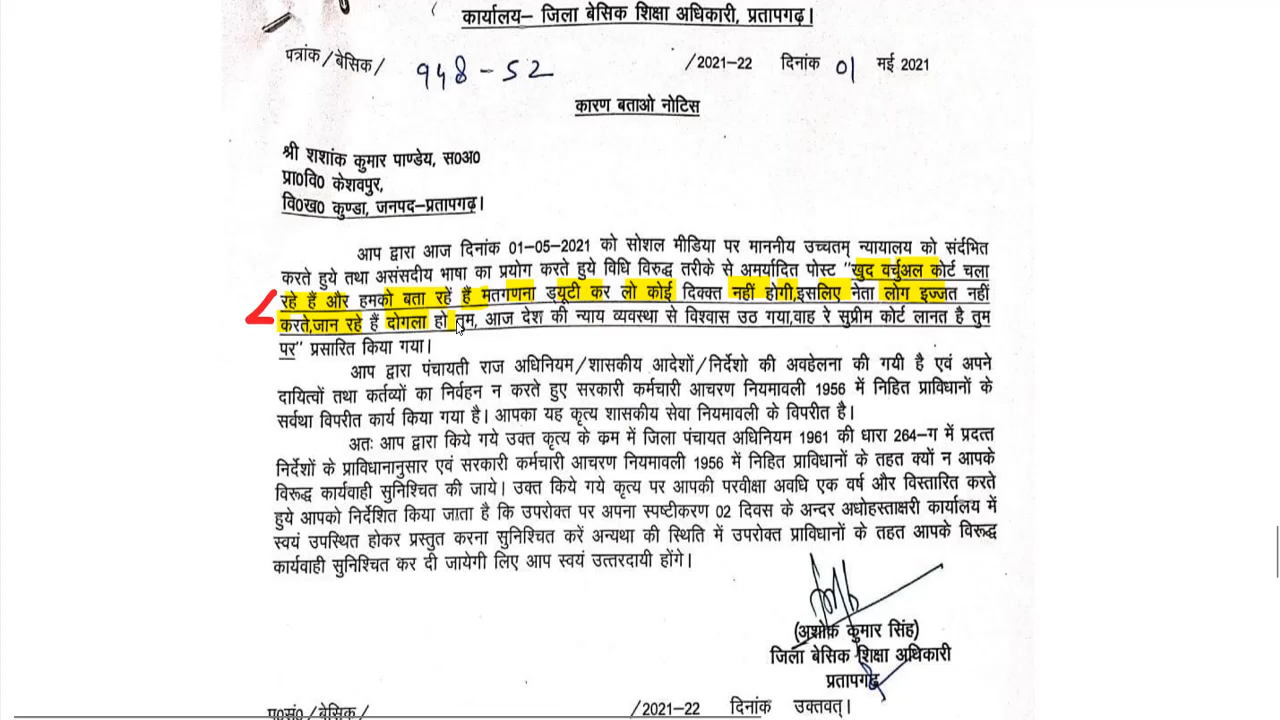 कार्यालय– जिला बेसिक शिक्षा अधिकारी, प्रतापगढ़।
पत्रांक/बेसिक/ 948-52 /2021-22 दिनांक 01 मई 2021
कारण बताओ नोटिस
श्री शशांक कुमार पाण्डेय, स०अ०
प्रा०वि० केशवपुर,
वि०ख० कुण्डा, जनपद–प्रतापगढ़।
आप द्वारा आज दिनांक 01-05-2021 को सोशल मीडिया पर माननीय उच्चतम् न्यायालय को संर्दभित
करते हुये तथा असंसदीय भाषा का प्रयोग करते हुये विधि विरुद्ध तरीके से अमर्यादित पोस्ट "खुद वर्चुअल कोर्ट चला
रहे हैं और हमको बता रहें हैं मतगणना ड्यूटी कर लो कोई दिक्क्त नहीं होगी,इसलिए नेता लोग इज्जत नहीं
करते,जान रहे हैं दोगला हो तुम, आज देश की न्याय व्यवस्था से विश्वास उठ गया,वाह रे सुप्रीम कोर्ट लानत है तुम
पर" प्रसारित किया गया।
आप द्वारा पंचायती राज अधिनियम/शासकीय आदेशों/निर्देशो की अवहेलना की गयी है एवं अपने
दायित्वों तथा कर्तव्यों का निर्वहन न करते हुए सरकारी कर्मचारी आचरण नियमावली 1956 में निहित प्राविधानों के
सर्वथा विपरीत कार्य किया गया है। आपका यह कृत्य शासकीय सेवा नियमावली के विपरीत है।
अतः आप द्वारा किये गये उक्त कृत्य के क्रम में जिला पंचायत अधिनियम 1961 की धारा 264-ग में प्रदत्त
निर्देशों के प्राविधानानुसार एवं सरकारी कर्मचारी आचरण नियमावली 1956 में निहित प्राविधानों के तहत क्यों न आपके
विरूद्ध कार्यवाही सुनिश्चित की जाये। उक्त किये गये कृत्य पर आपकी परवीक्षा अवधि एक वर्ष और विस्तारित करते
हुये आपको निर्देशित किया जाता है कि उपरोक्त पर अपना स्पष्टीकरण 02 दिवस के अन्दर अधोहस्ताक्षरी कार्यालय में
स्वयं उपस्थित होकर प्रस्तुत करना सुनिश्चित करें अन्यथा की स्थिति में उपरोक्त प्राविधानों के तहत आपके विरूद्ध
कार्यवाही सुनिश्चित कर दी जायेगी लिए आप स्वयं उत्तरदायी होंगे।
(अशोक कुमार सिंह)
जिला बेसिक शिक्षा अधिकारी
प्रतापगढ़
पृ०सं०/बेसिक/ /2021-22 दिनांक उक्तवत्।